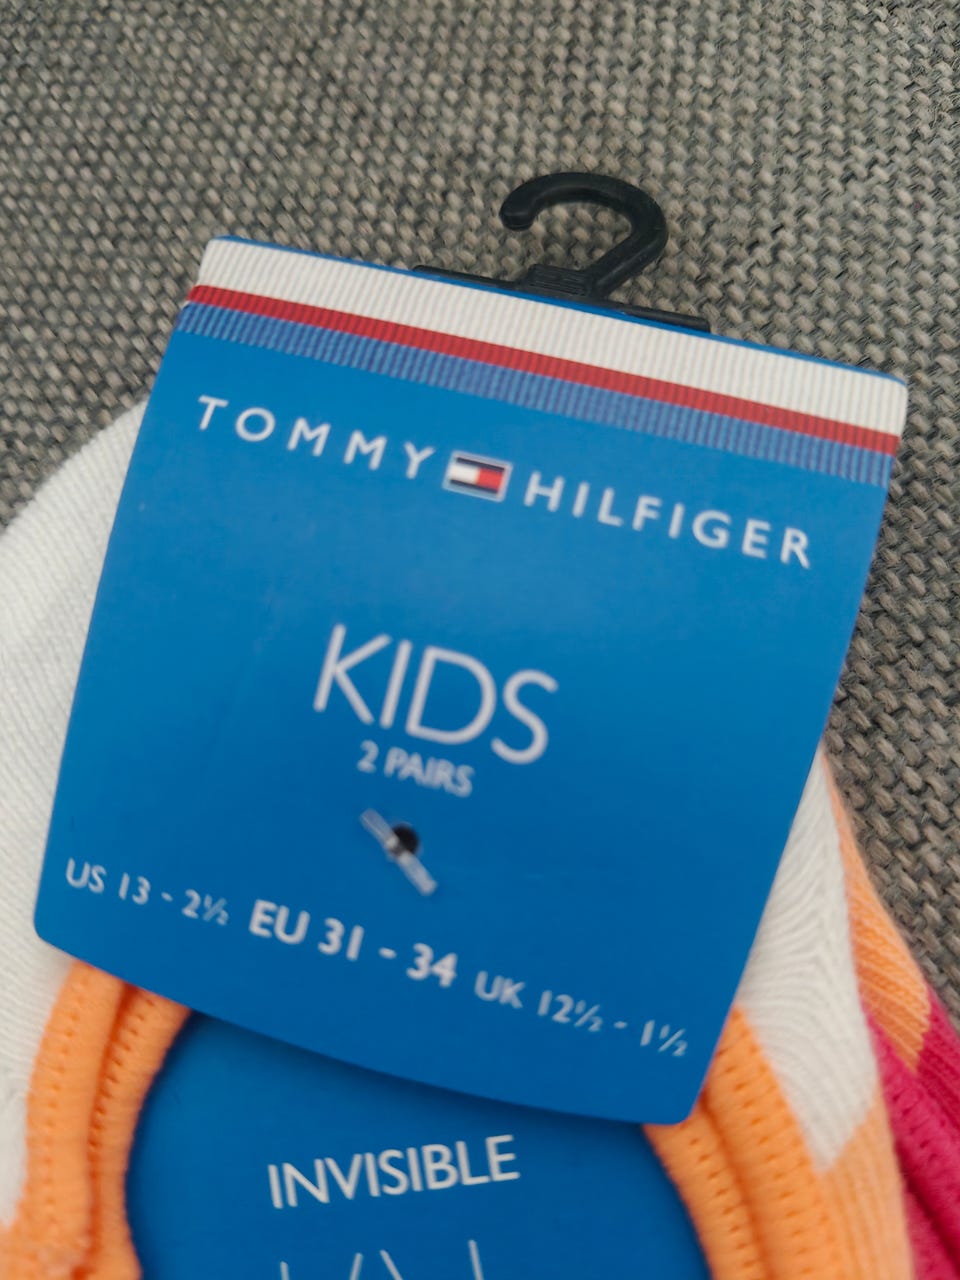 TOMMY HILFIGER
KIDS
2 PAIRS
US 13 - 2½ EU 31 - 34 UK 12½ - 1½
INVISIBLE